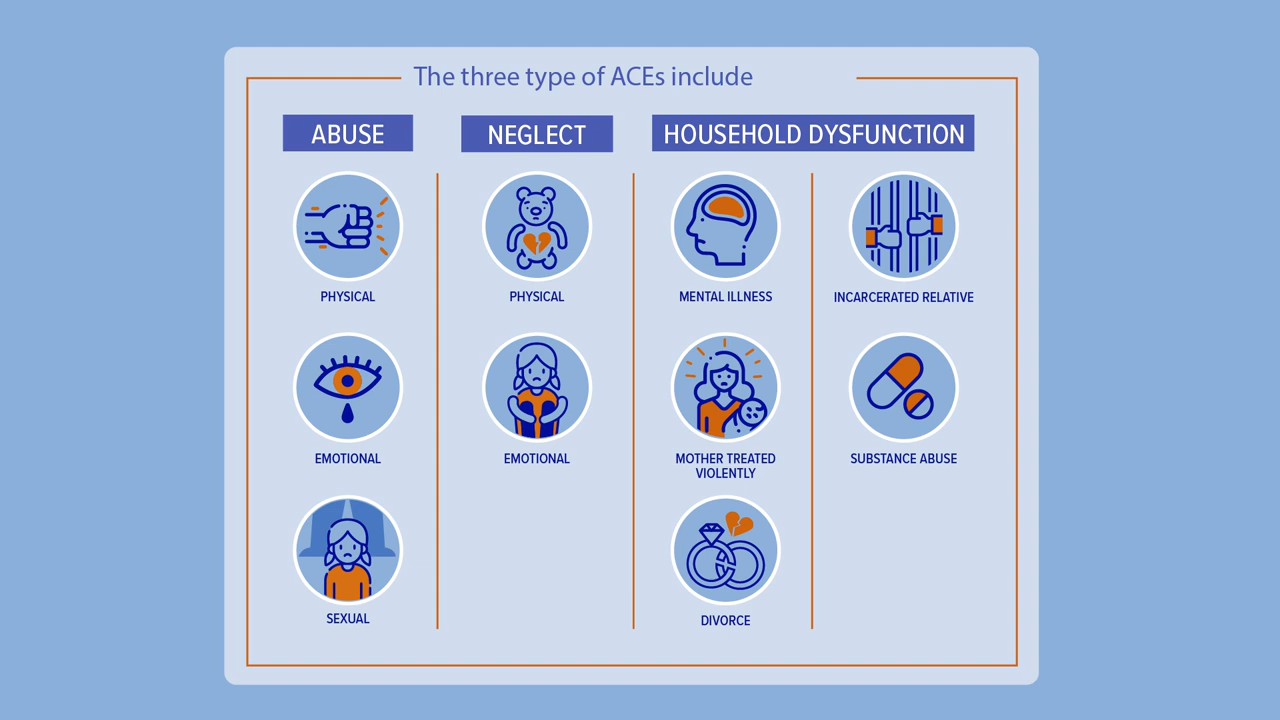 The three type of ACEs include
ABUSE
NEGLECT
HOUSEHOLD DYSFUNCTION
PHYSICAL
PHYSICAL
MENTAL ILLNESS
INCARCERATED RELATIVE
EMOTIONAL
EMOTIONAL
MOTHER TREATED
VIOLENTLY
SUBSTANCE ABUSE
SEXUAL
DIVORCE